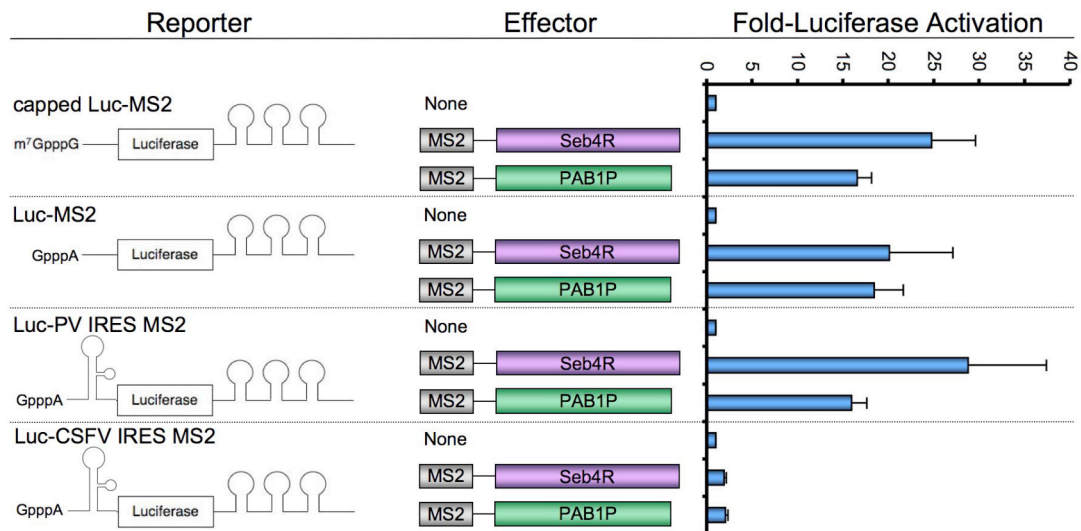 Reporter Effector Fold-Luciferase Activation
0 5 10 15 20 25 30 35 40
capped Luc-MS2 None
m⁷GpppG Luciferase MS2 Seb4R
MS2 PAB1P
Luc-MS2 None
GpppA Luciferase MS2 Seb4R
MS2 PAB1P
Luc-PV IRES MS2 None
MS2 Seb4R
GpppA Luciferase MS2 PAB1P
Luc-CSFV IRES MS2 None
MS2 Seb4R
GpppA Luciferase MS2 PAB1P